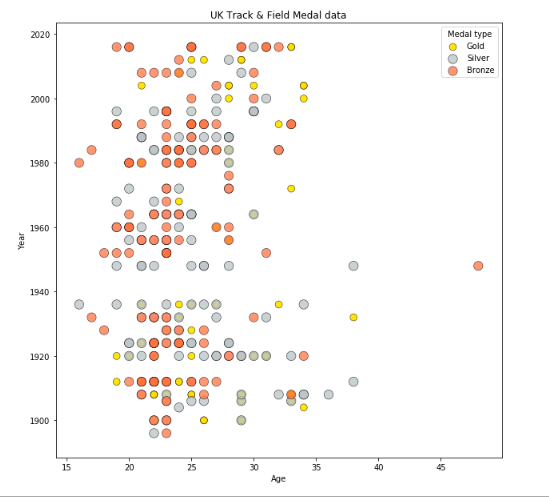 UK Track & Field Medal data
Medal type
Gold
Silver
Bronze
2020
2000
1980
1960
1940
1920
1900
Year
15 20 25 30 35 40 45
Age